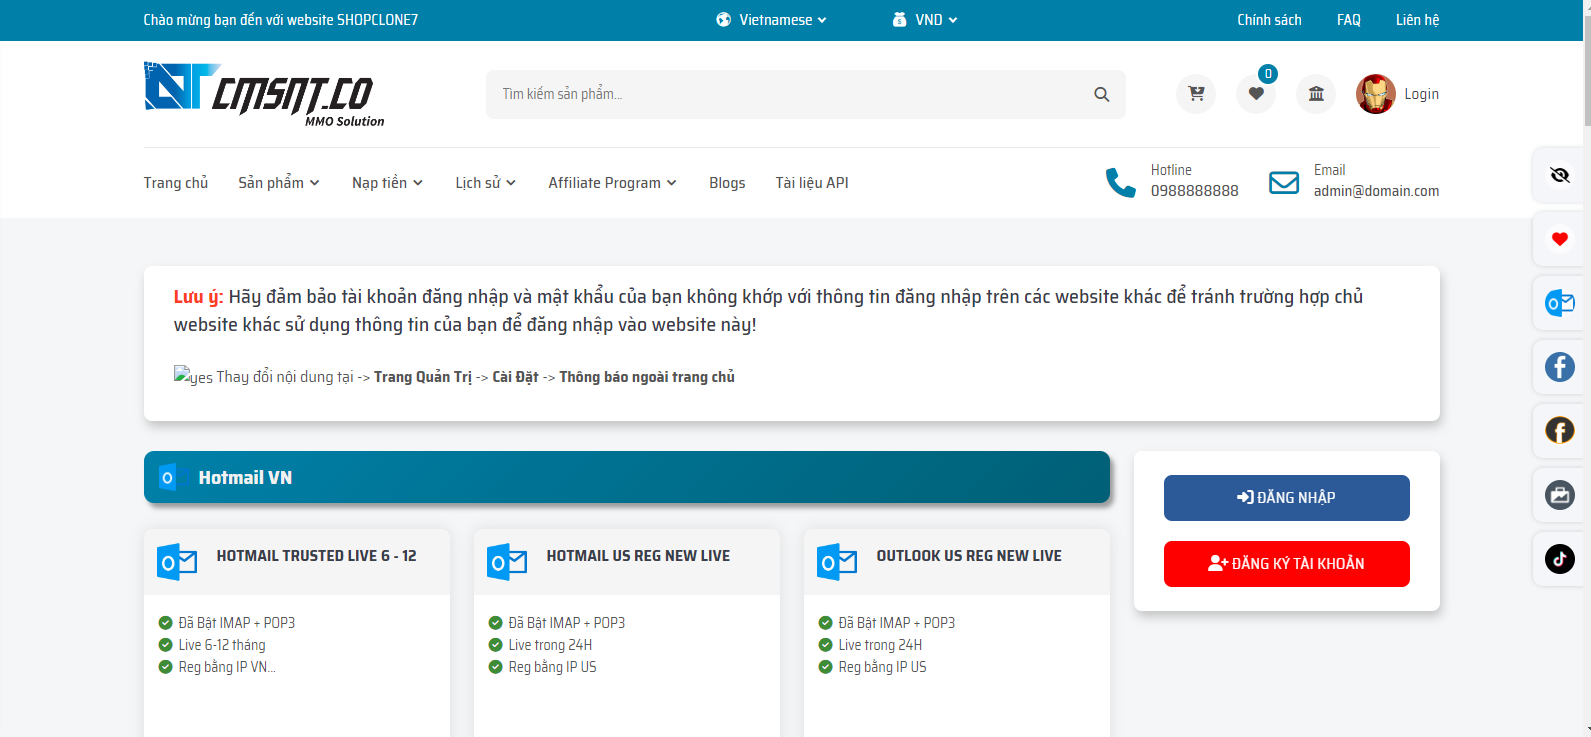 Chào mừng bạn đến với website SHOPCLONE7
Vietnamese
VND
Chính sách
FAQ
Liên hệ
CMSNT.CO
MMO Solution
Tìm kiếm sản phẩm...
0
Login
Trang chủ
Sản phẩm
Nạp tiền
Lịch sử
Affiliate Program
Blogs
Tài liệu API
Hotline
0988888888
Email
admin@domain.com
Lưu ý: Hãy đảm bảo tài khoản đăng nhập và mật khẩu của bạn không khớp với thông tin đăng nhập trên các website khác để tránh trường hợp chủ
website khác sử dụng thông tin của bạn để đăng nhập vào website này!
yes Thay đổi nội dung tại -> Trang Quản Trị -> Cài Đặt -> Thông báo ngoài trang chủ
Hotmail VN
ĐĂNG NHẬP
ĐĂNG KÝ TÀI KHOẢN
HOTMAIL TRUSTED LIVE 6 - 12
Đã Bật IMAP + POP3
Live 6-12 tháng
Reg bằng IP VN...
HOTMAIL US REG NEW LIVE
Đã Bật IMAP + POP3
Live trong 24H
Reg bằng IP US
OUTLOOK US REG NEW LIVE
Đã Bật IMAP + POP3
Live trong 24H
Reg bằng IP US